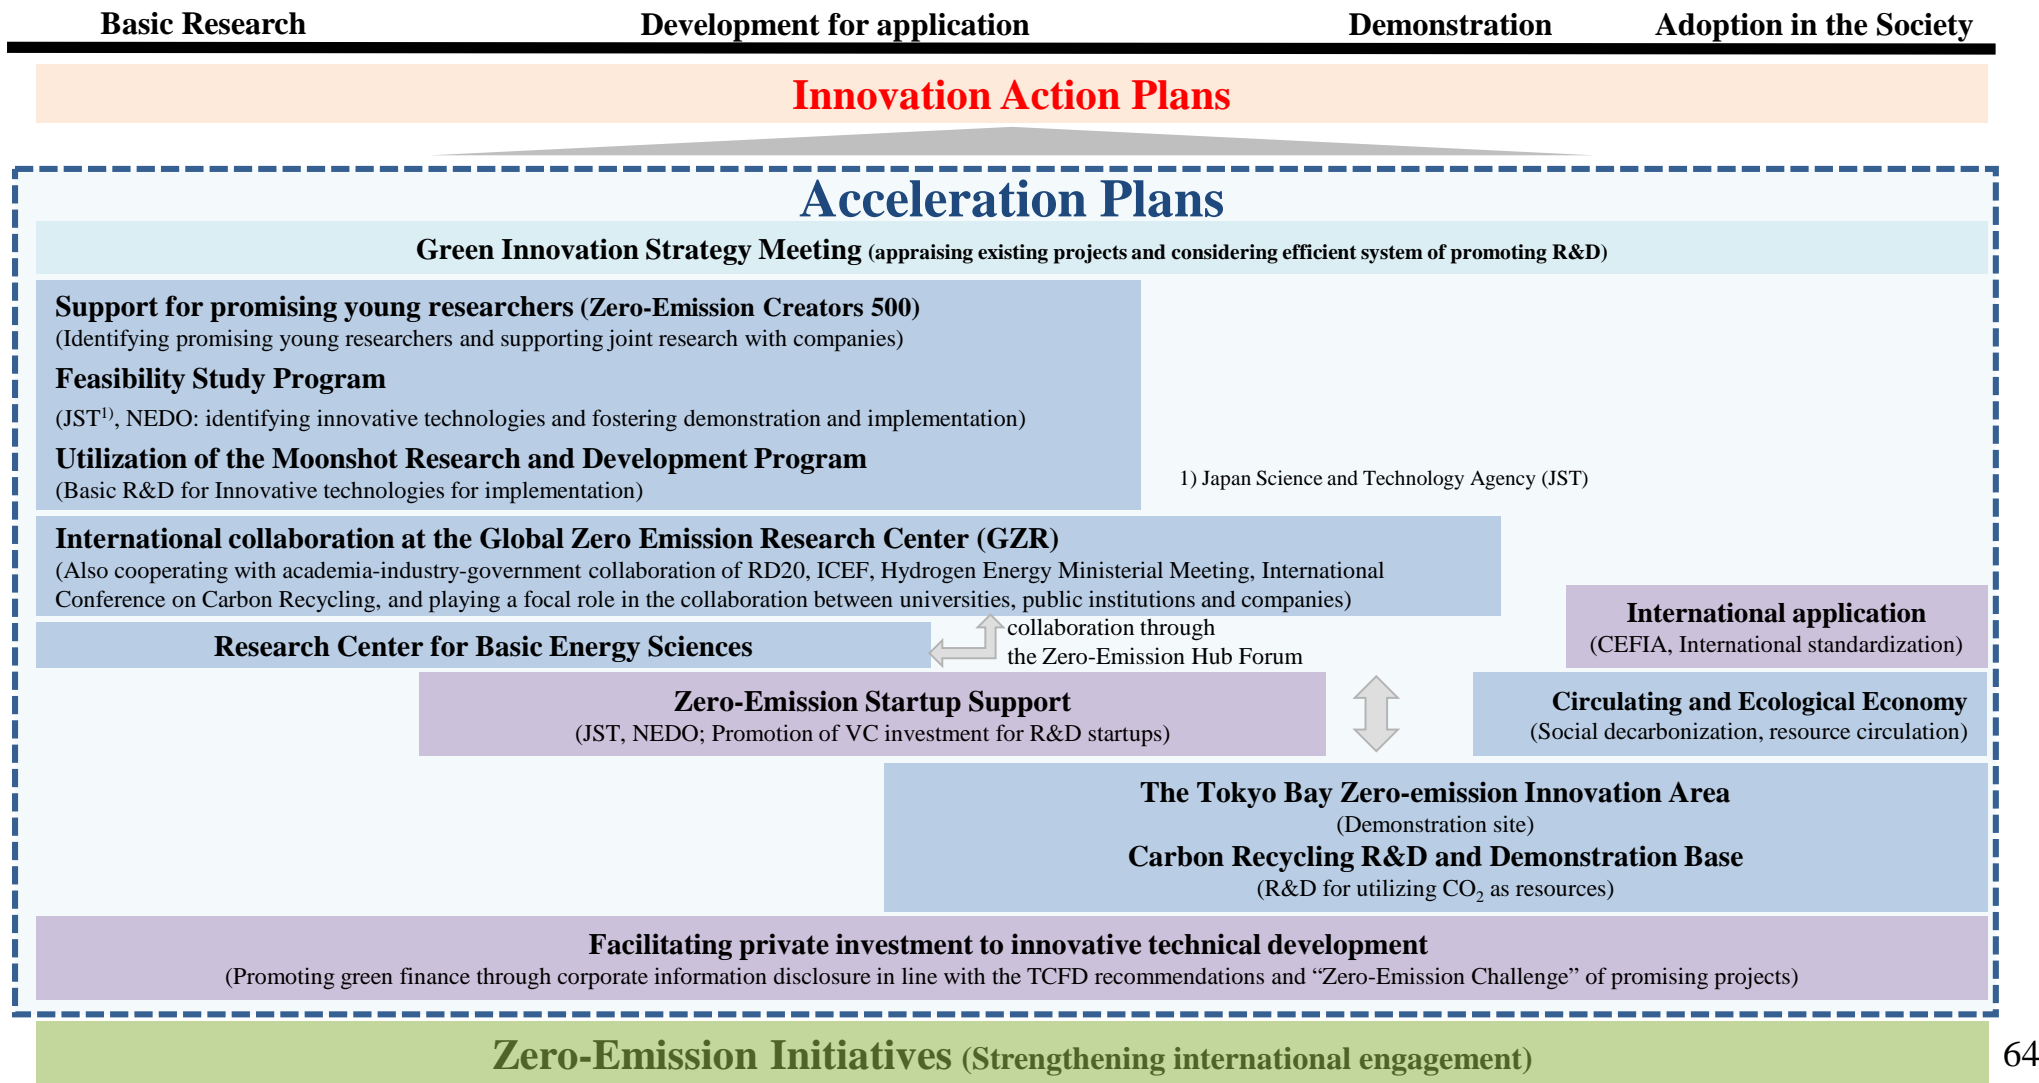 Basic Research Development for application Demonstration Adoption in the Society
Innovation Action Plans
Acceleration Plans
Green Innovation Strategy Meeting (appraising existing projects and considering efficient system of promoting R&D)
Support for promising young researchers (Zero-Emission Creators 500)
(Identifying promising young researchers and supporting joint research with companies)
Feasibility Study Program
(JST1), NEDO: identifying innovative technologies and fostering demonstration and implementation)
Utilization of the Moonshot Research and Development Program
(Basic R&D for Innovative technologies for implementation)
1) Japan Science and Technology Agency (JST)
International collaboration at the Global Zero Emission Research Center (GZR)
(Also cooperating with academia-industry-government collaboration of RD20, ICEF, Hydrogen Energy Ministerial Meeting, International
Conference on Carbon Recycling, and playing a focal role in the collaboration between universities, public institutions and companies)
International application
(CEFIA, International standardization)
Research Center for Basic Energy Sciences
collaboration through
the Zero-Emission Hub Forum
Zero-Emission Startup Support
(JST, NEDO; Promotion of VC investment for R&D startups)
Circulating and Ecological Economy
(Social decarbonization, resource circulation)
The Tokyo Bay Zero-emission Innovation Area
(Demonstration site)
Carbon Recycling R&D and Demonstration Base
(R&D for utilizing CO2 as resources)
Facilitating private investment to innovative technical development
(Promoting green finance through corporate information disclosure in line with the TCFD recommendations and “Zero-Emission Challenge” of promising projects)
Zero-Emission Initiatives (Strengthening international engagement)
64